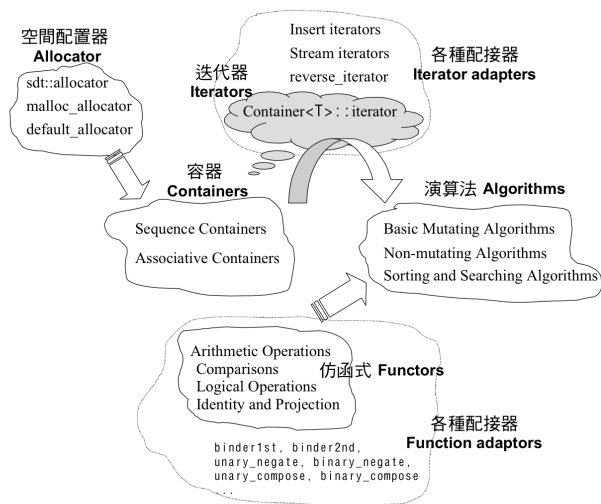 空間配置器
Allocator
sdt::allocator
malloc_allocator
default_allocator
迭代器
Iterators
Insert iterators
Stream iterators
reverse_iterator
Container<T>::iterator
各種配接器
Iterator adapters
容器
Containers
Sequence Containers
Associative Containers
演算法 Algorithms
Basic Mutating Algorithms
Non-mutating Algorithms
Sorting and Searching Algorithms
Arithmetic Operations
Comparisons
Logical Operations
Identity and Projection
仿函式 Functors
各種配接器
Function adaptors
binder1st, binder2nd,
unary_negate, binary_negate,
unary_compose, binary_compose
...